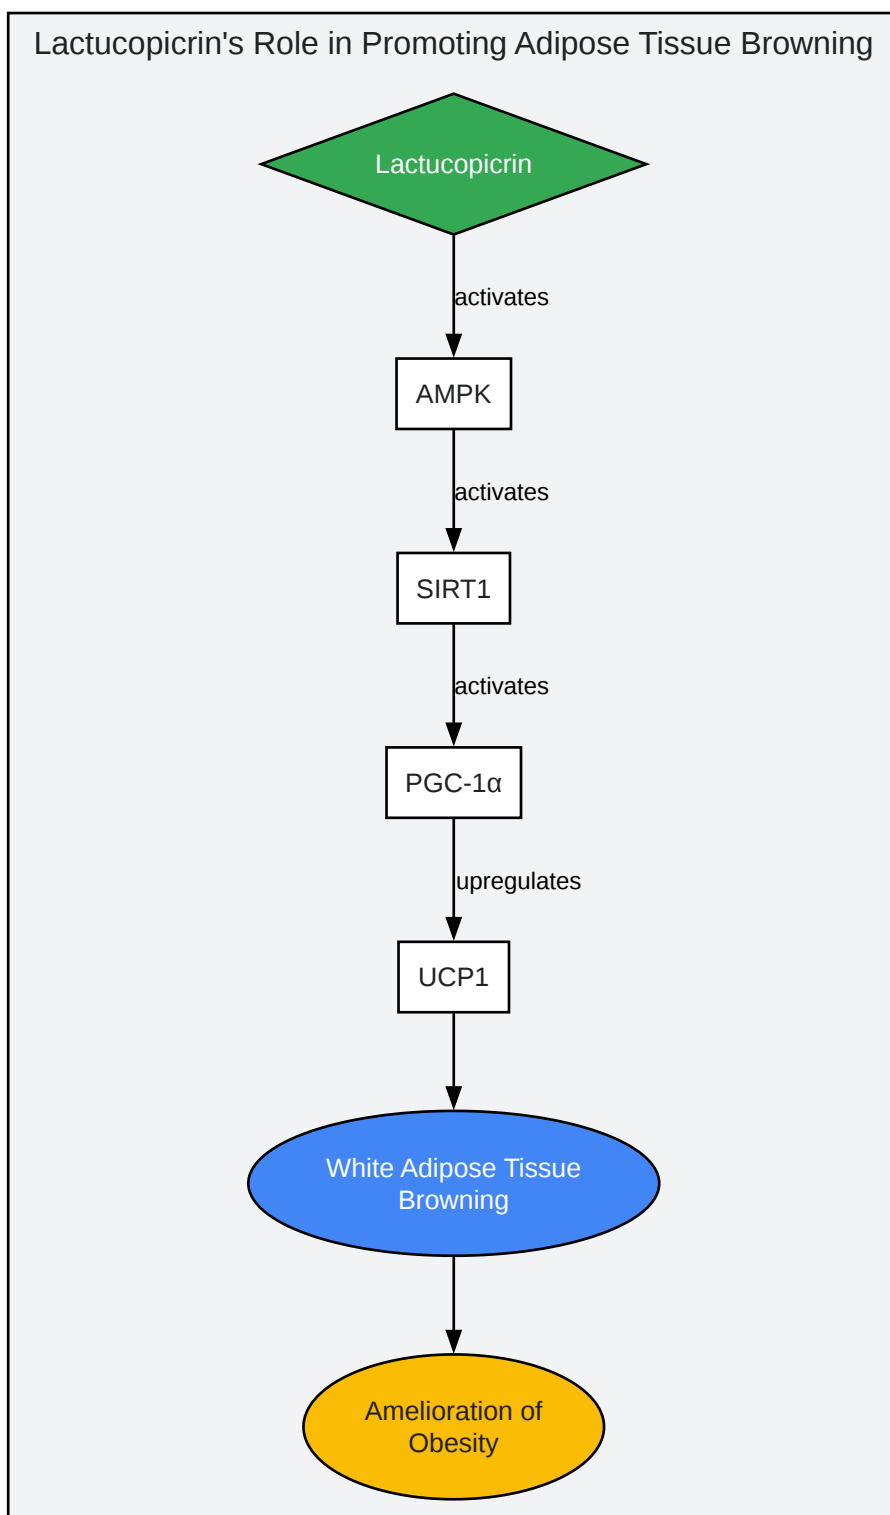 Lactucopicrin's Role in Promoting Adipose Tissue Browning
Lactucopicrin
activates
AMPK
activates
SIRT1
activates
PGC-1α
upregulates
UCP1
White Adipose Tissue
Browning
Amelioration of
Obesity